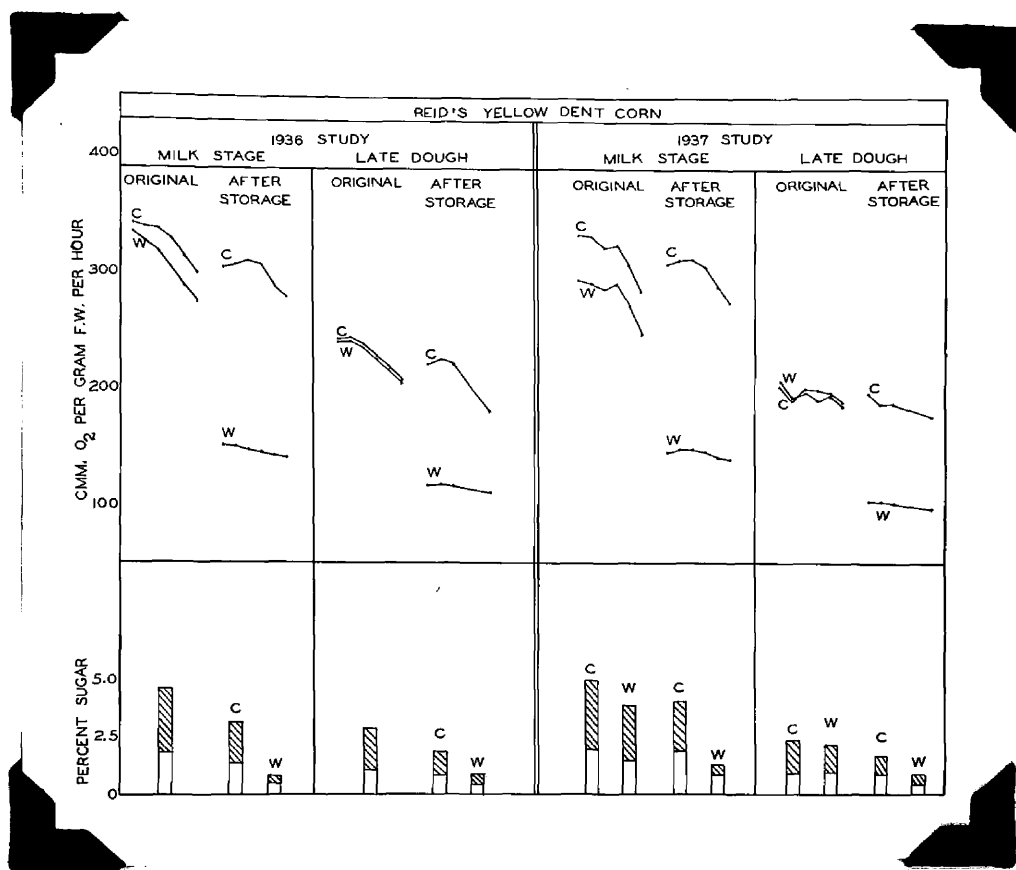 REID'S YELLOW DENT CORN
1936 STUDY
1937 STUDY
MILK STAGE
LATE DOUGH
MILK STAGE
LATE DOUGH
ORIGINAL
AFTER
STORAGE
ORIGINAL
AFTER
STORAGE
ORIGINAL
AFTER
STORAGE
ORIGINAL
AFTER
STORAGE
CMM. O2 PER GRAM F.W. PER HOUR
400
300
200
100
C
W
C
W
C
W
C
W
C
W
C
W
W
C
C
W
PERCENT SUGAR
5.0
2.5
0
C
W
C
W
C
W
C
W
C
W
C
W